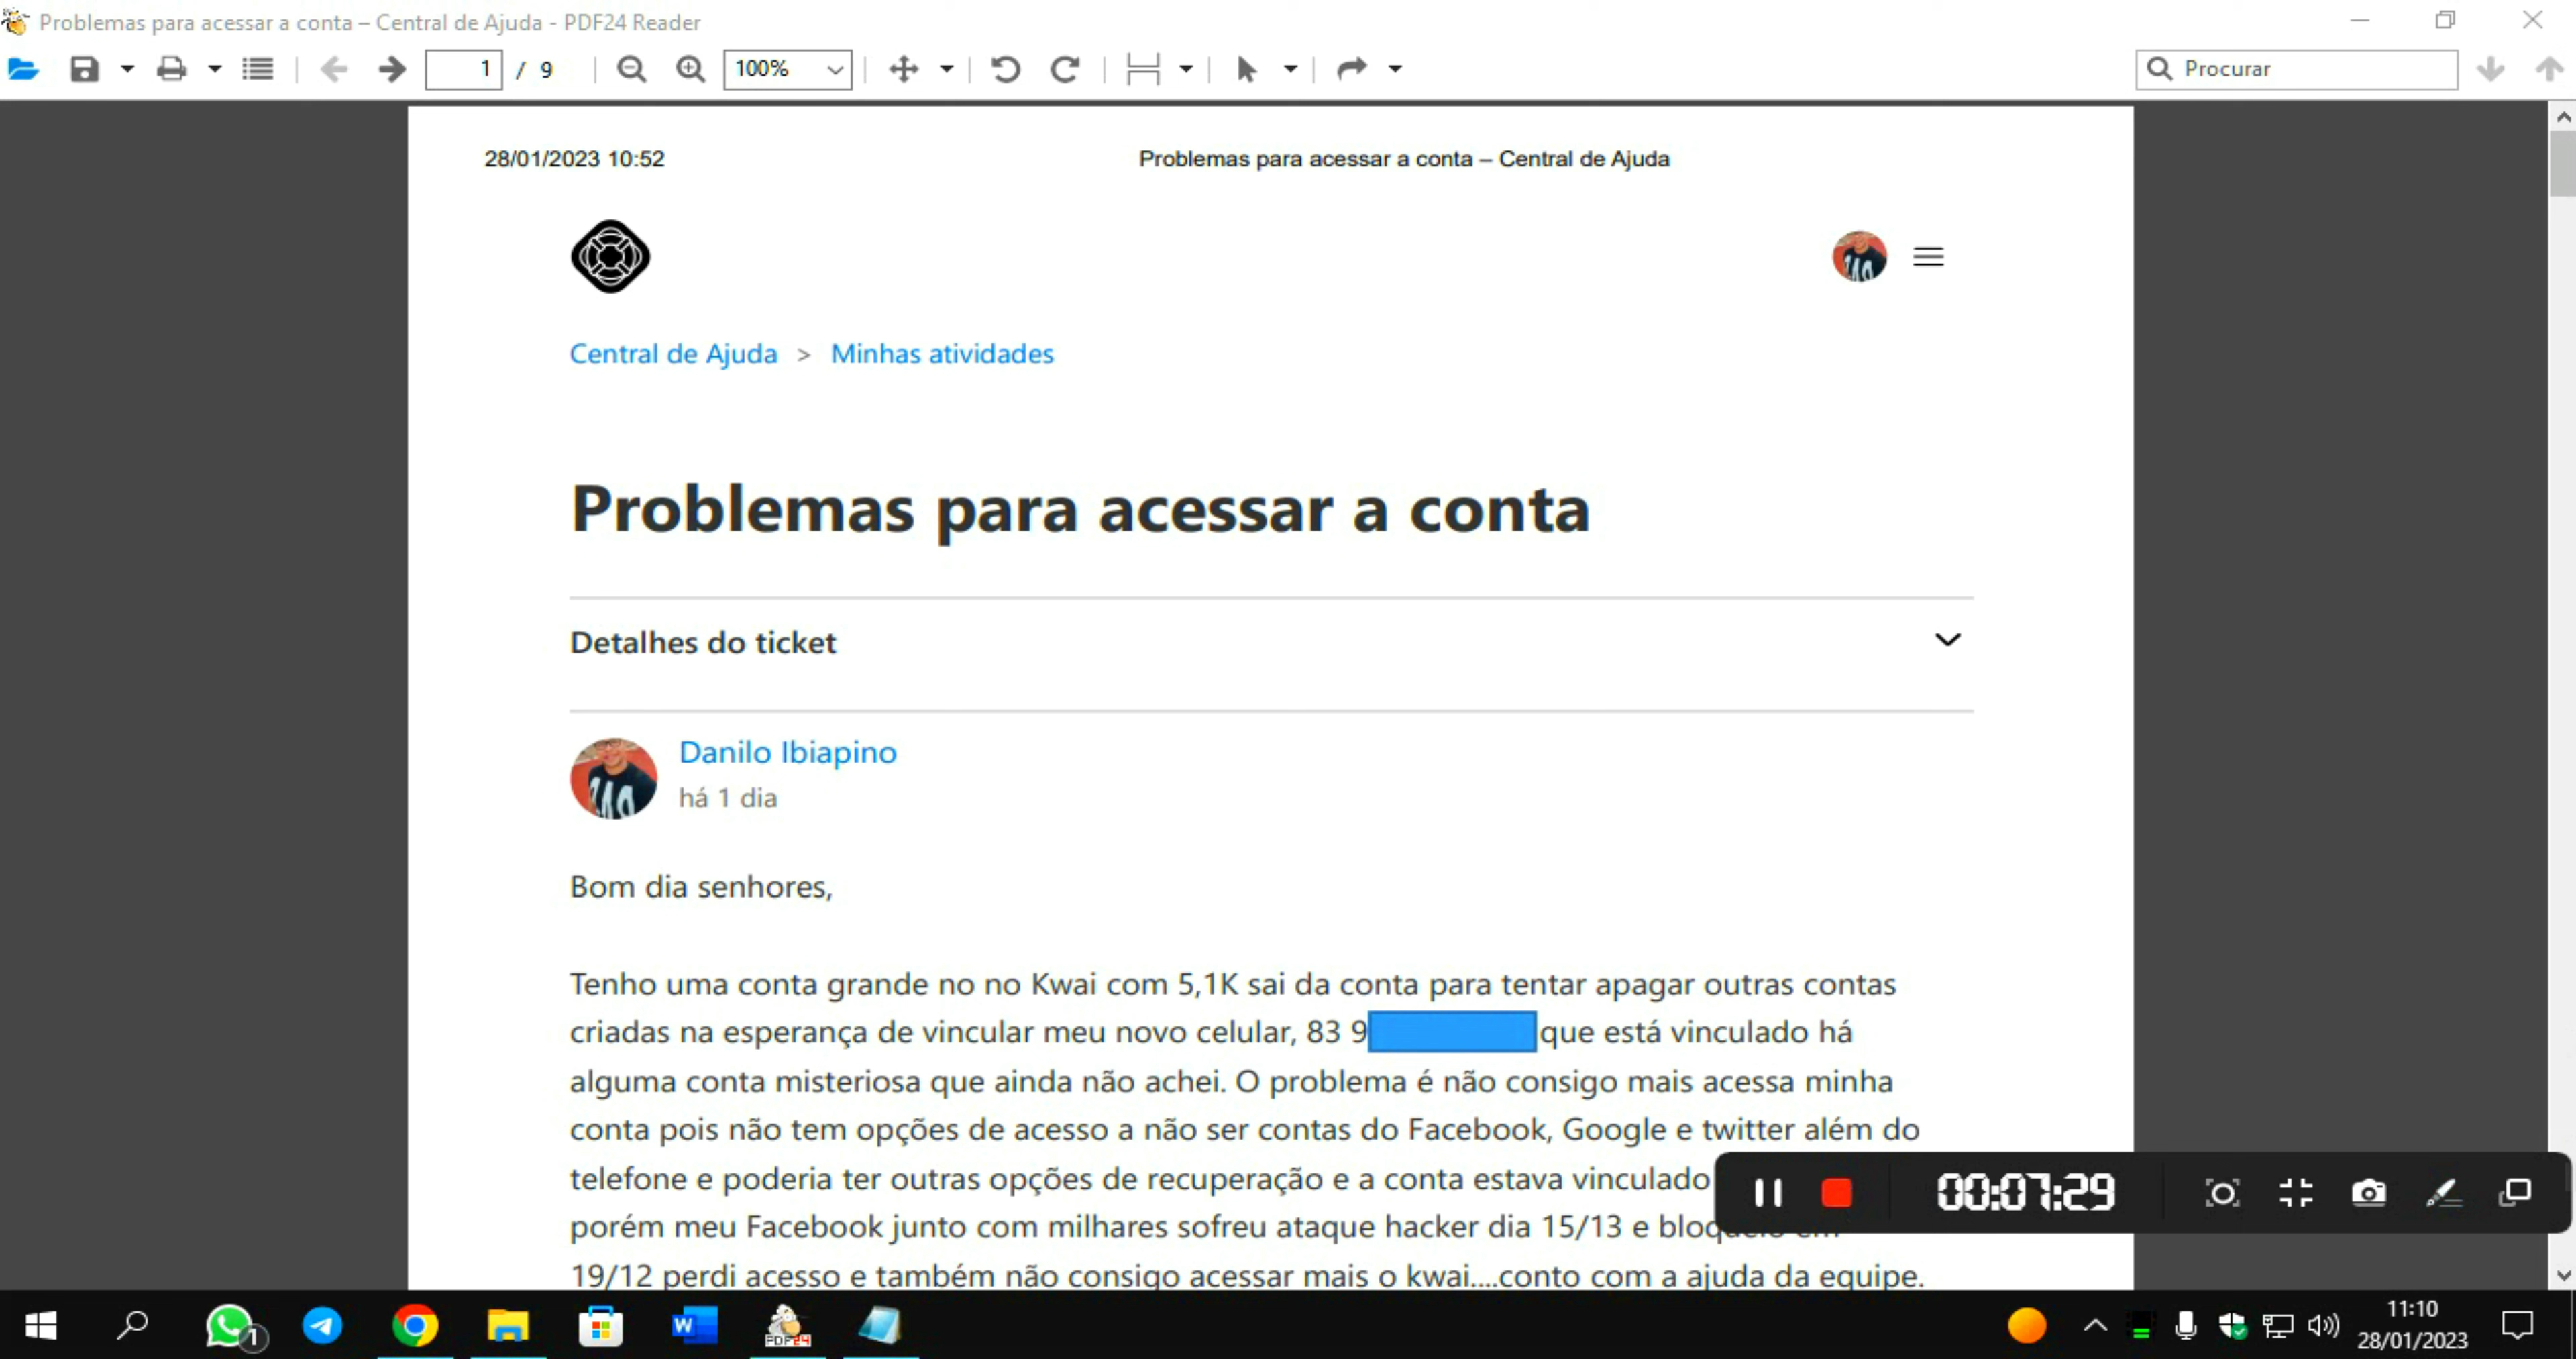 Problemas para acessar a conta – Central de Ajuda - PDF24 Reader
1 / 9 100% Procurar
28/01/2023 10:52 Problemas para acessar a conta – Central de Ajuda
Central de Ajuda > Minhas atividades
Problemas para acessar a conta
Detalhes do ticket
Danilo Ibiapino
há 1 dia
Bom dia senhores,
Tenho uma conta grande no no Kwai com 5,1K sai da conta para tentar apagar outras contas
criadas na esperança de vincular meu novo celular, 83 9 que está vinculado há
alguma conta misteriosa que ainda não achei. O problema é não consigo mais acessa minha
conta pois não tem opções de acesso a não ser contas do Facebook, Google e twitter além do
telefone e poderia ter outras opções de recuperação e a conta estava vinculado
00:07:29
porém meu Facebook junto com milhares sofreu ataque hacker dia 15/13 e bloqueio em
19/12 perdi acesso e também não consigo acessar mais o kwai....conto com a ajuda da equipe.
1
W
PDF24
11:10
28/01/2023